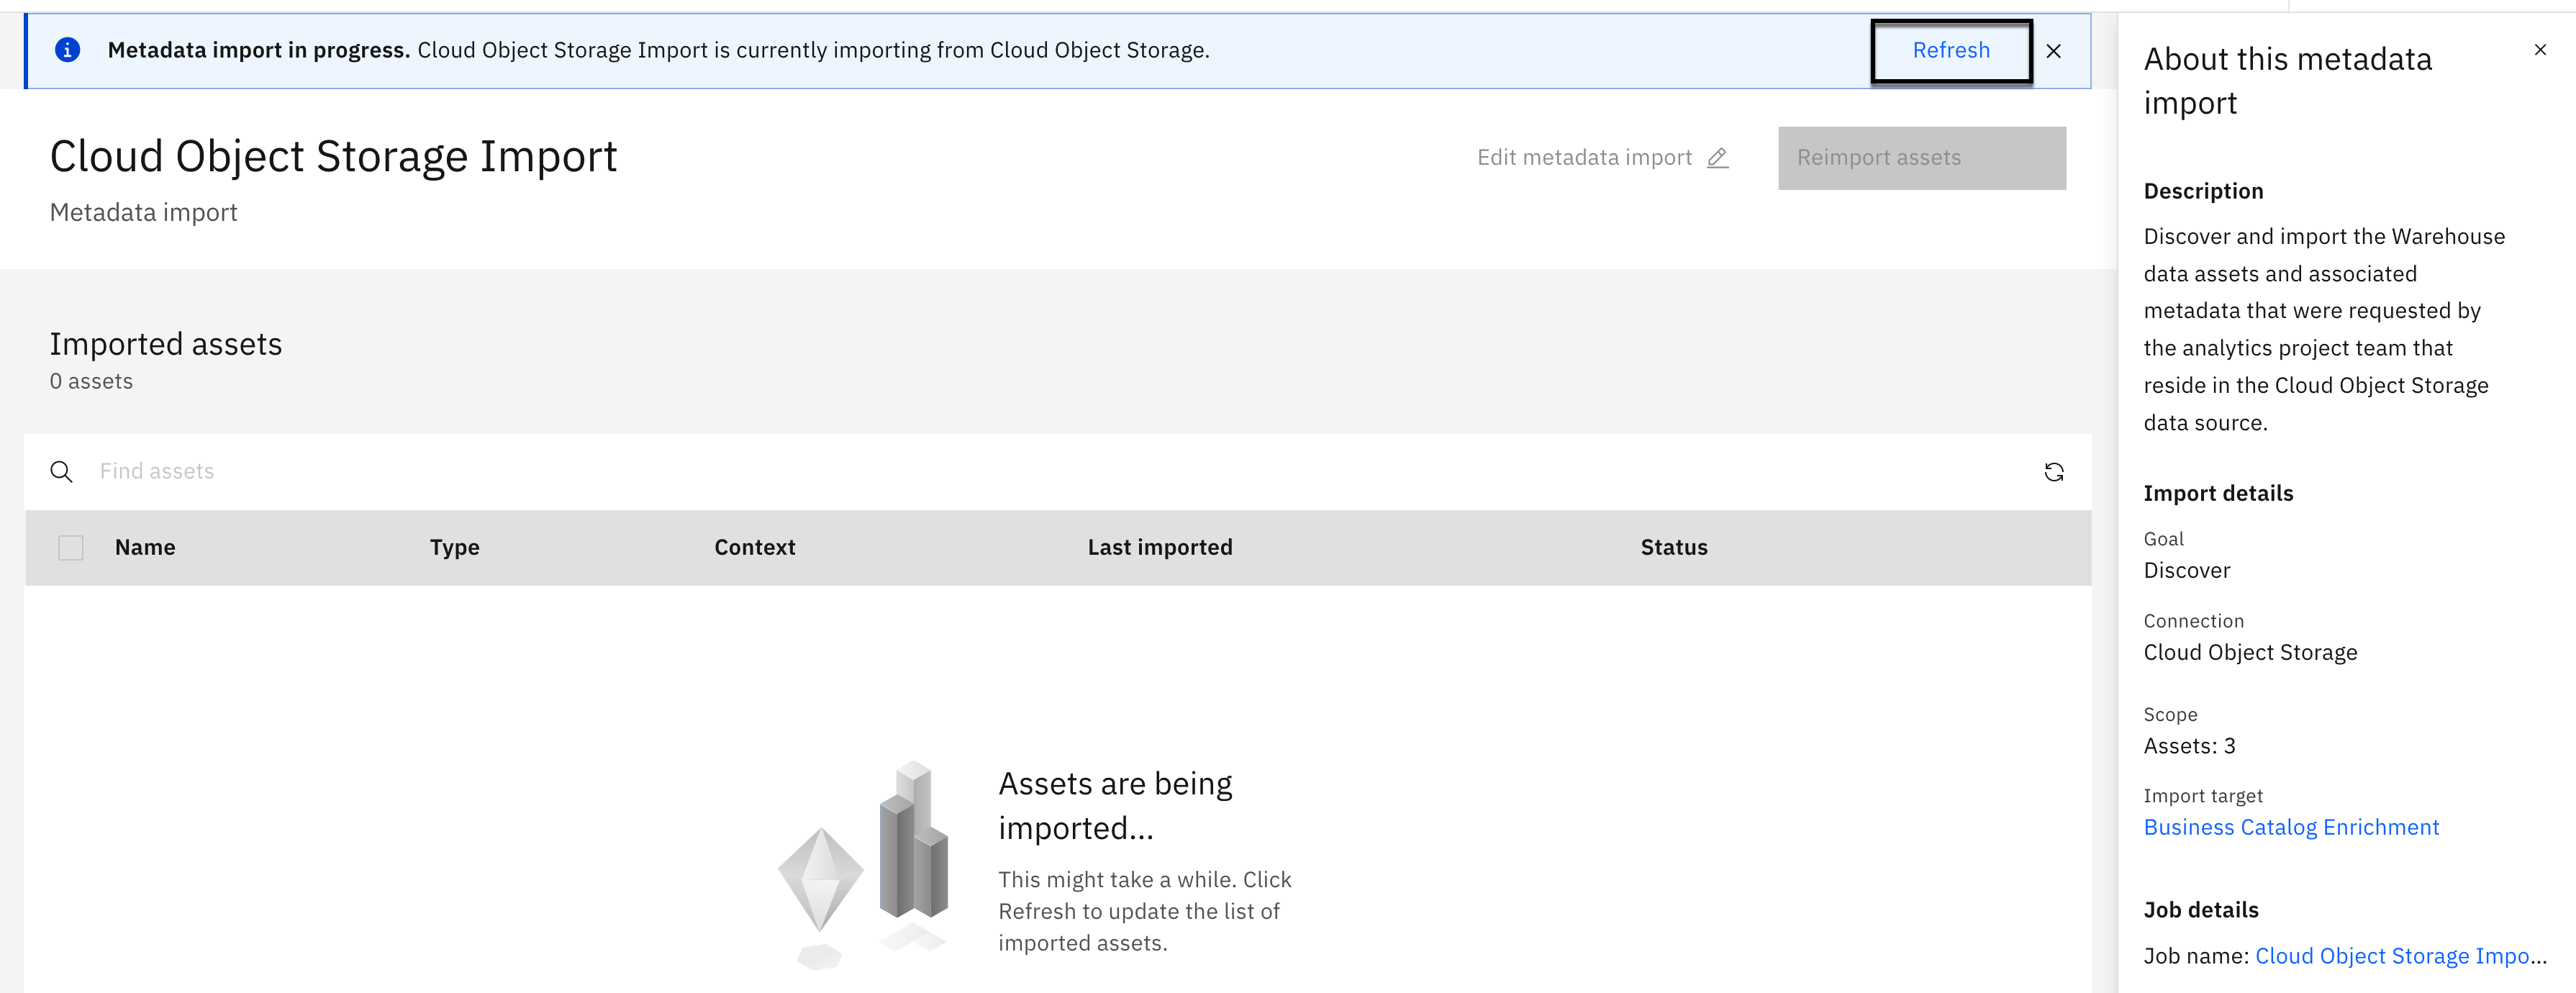 Metadata import in progress. Cloud Object Storage Import is currently importing from Cloud Object Storage. Refresh
Cloud Object Storage Import
Metadata import
Edit metadata import
Reimport assets
Imported assets
0 assets
Find assets
Name Type Context Last imported Status
Assets are being
imported...
This might take a while. Click
Refresh to update the list of
imported assets.
About this metadata
import
Description
Discover and import the Warehouse
data assets and associated
metadata that were requested by
the analytics project team that
reside in the Cloud Object Storage
data source.
Import details
Goal
Discover
Connection
Cloud Object Storage
Scope
Assets: 3
Import target
Business Catalog Enrichment
Job details
Job name: Cloud Object Storage Impo...